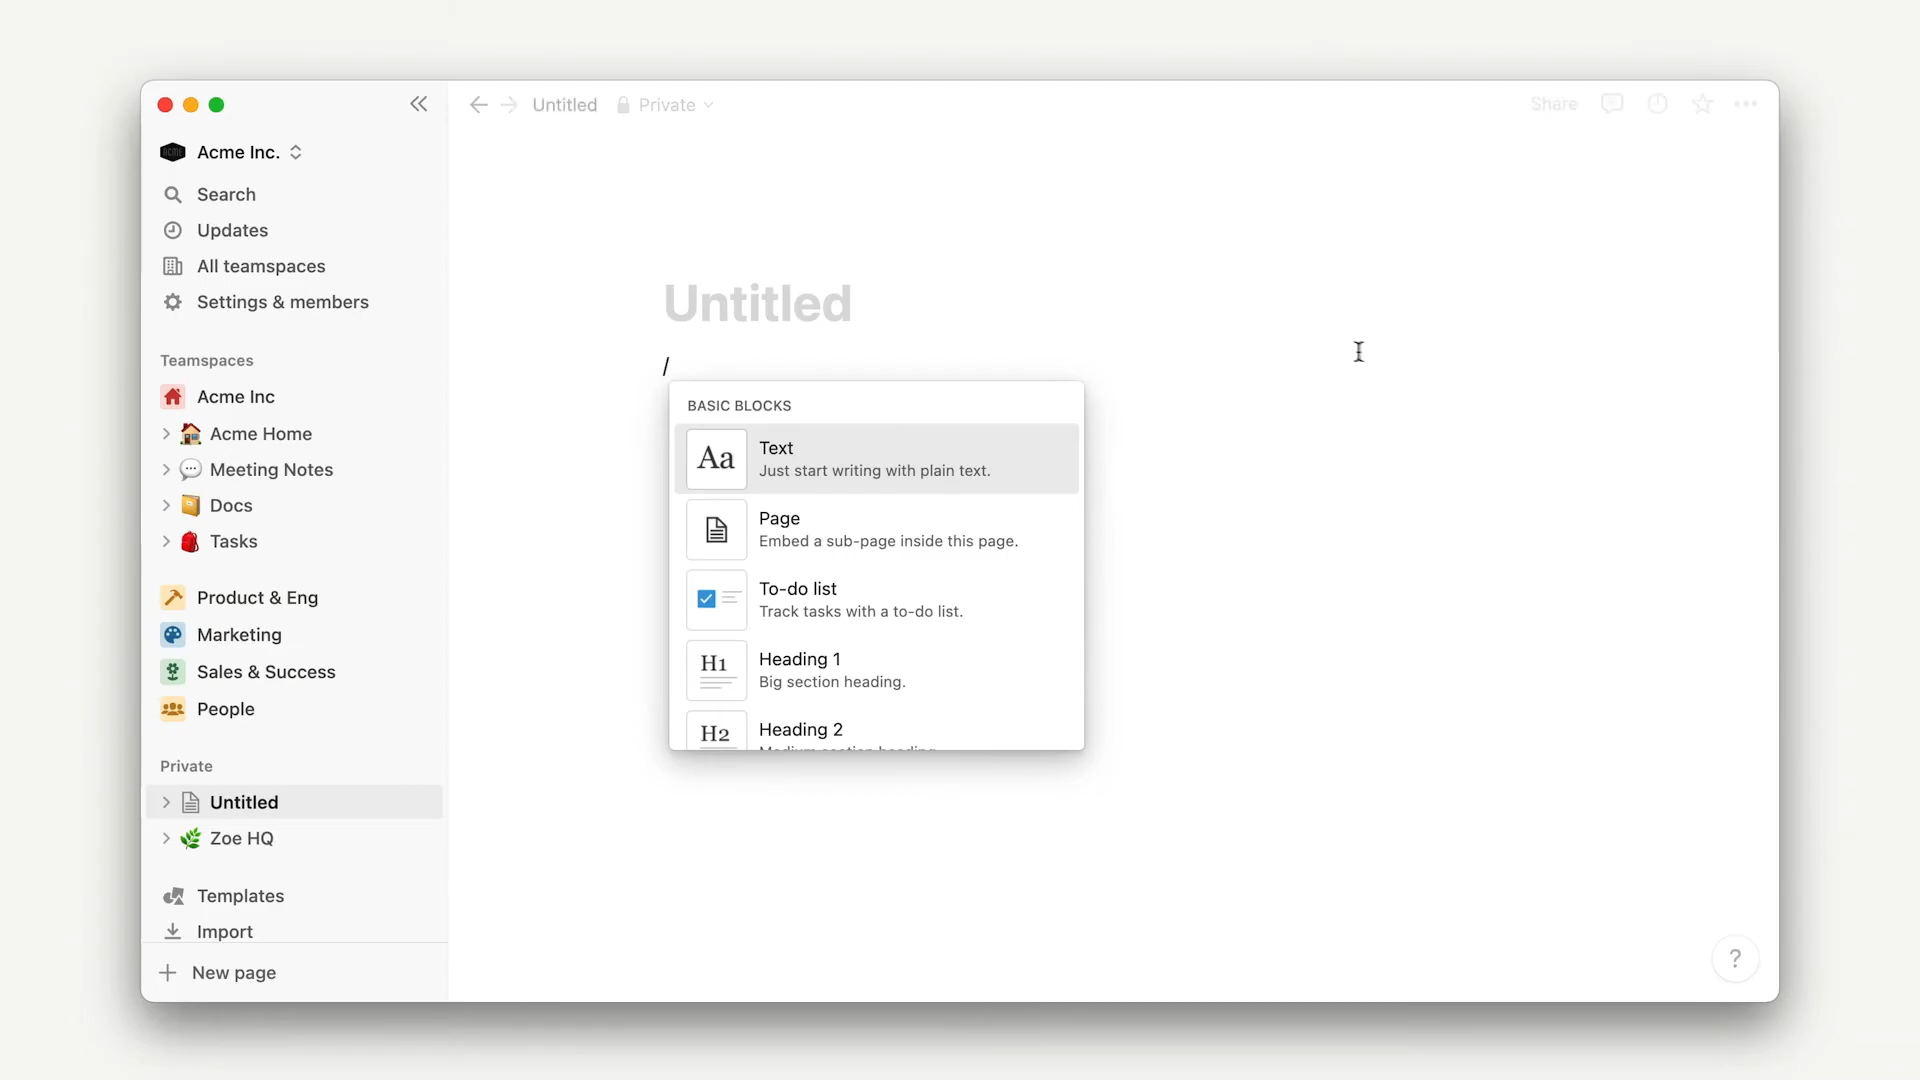 Untitled Private
Share
Acme Inc.
Search
Updates
All teamspaces
Settings & members
Teamspaces
Acme Inc
Acme Home
Meeting Notes
Docs
Tasks
Product & Eng
Marketing
Sales & Success
People
Private
Untitled
Zoe HQ
Templates
Import
New page
Untitled
/
BASIC BLOCKS
Aa
Text
Just start writing with plain text.
Page
Embed a sub-page inside this page.
To-do list
Track tasks with a to-do list.
H1
Heading 1
Big section heading.
H2
Heading 2
?